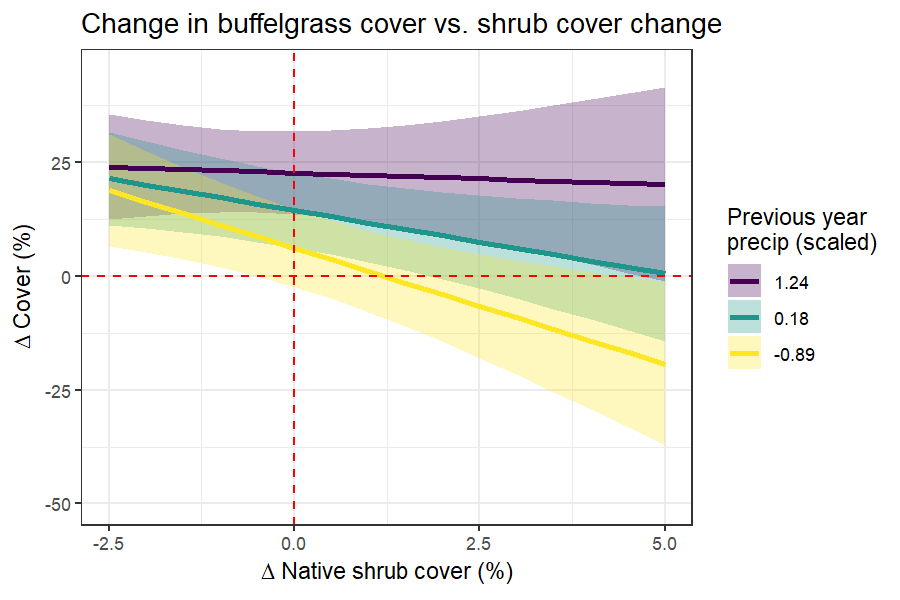 Change in buffelgrass cover vs. shrub cover change
Δ Cover (%)
25
0
-25
-50
-2.5
0.0
2.5
5.0
Δ Native shrub cover (%)
Previous year
precip (scaled)
1.24
0.18
-0.89